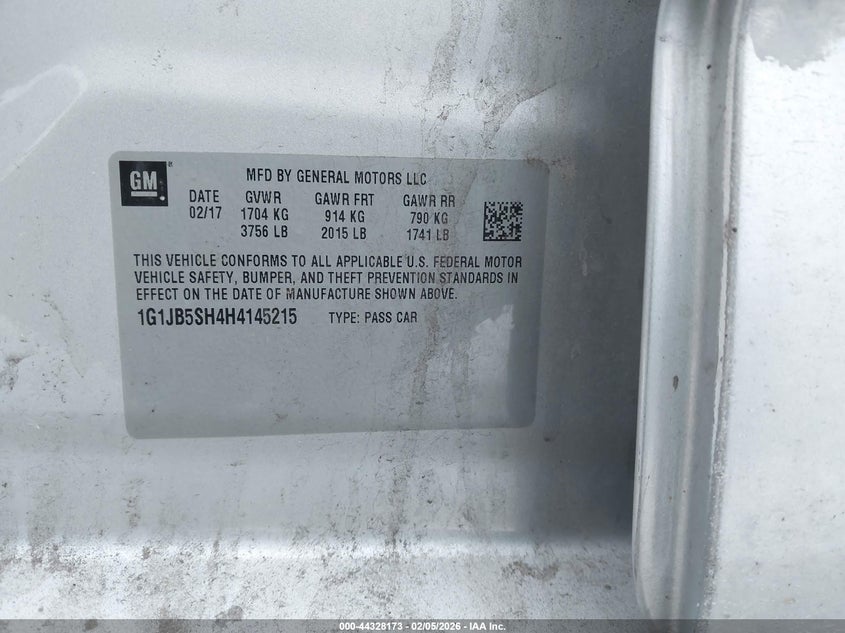 GM ®
MFD BY GENERAL MOTORS LLC
DATE GVWR GAWR FRT GAWR RR
02/17 1704 KG 914 KG 790 KG
3756 LB 2015 LB 1741 LB
THIS VEHICLE CONFORMS TO ALL APPLICABLE U.S. FEDERAL MOTOR
VEHICLE SAFETY, BUMPER, AND THEFT PREVENTION STANDARDS IN
EFFECT ON THE DATE OF MANUFACTURE SHOWN ABOVE.
1G1JB5SH4H4145215 TYPE: PASS CAR
000-44328173 - 02/05/2026 - IAA Inc.